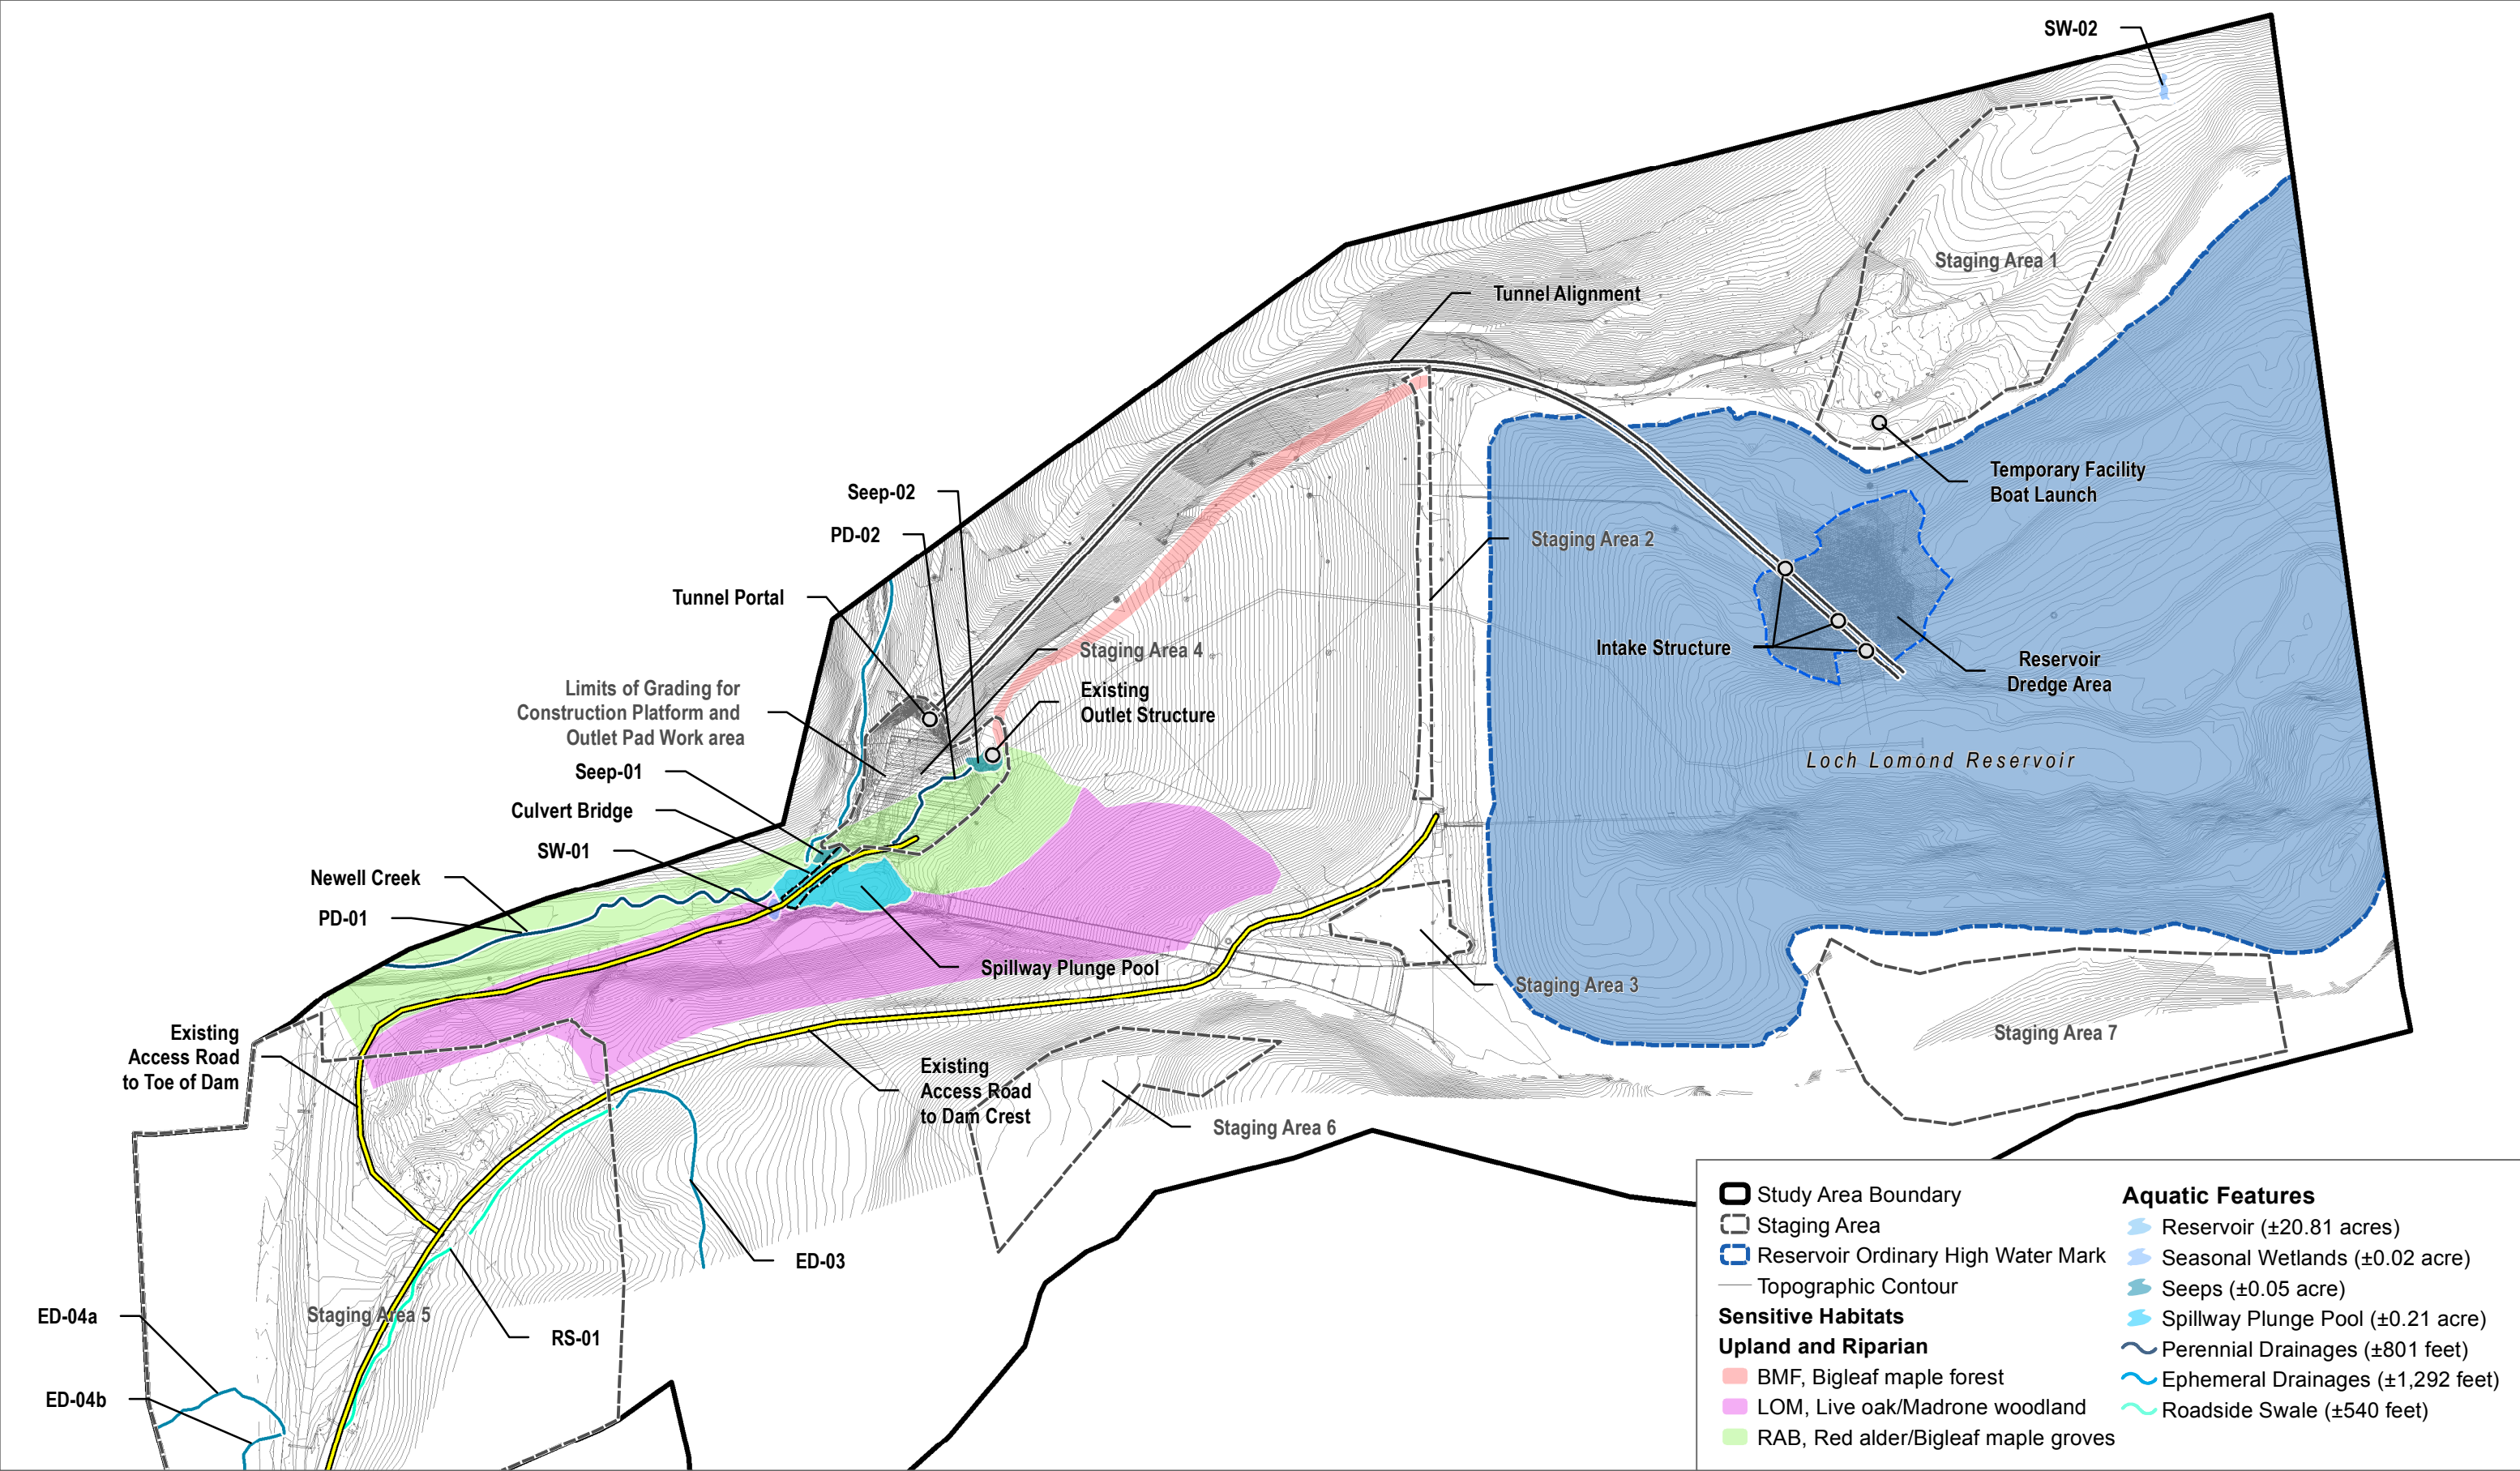 SW-02
Staging Area 1
Tunnel Alignment
Temporary Facility
Boat Launch
Seep-02
PD-02
Staging Area 2
Tunnel Portal
Intake Structure
Reservoir
Dredge Area
Staging Area 4
Existing
Outlet Structure
Limits of Grading for
Construction Platform and
Outlet Pad Work area
Loch Lomond Reservoir
Seep-01
Culvert Bridge
SW-01
Newell Creek
PD-01
Spillway Plunge Pool
Staging Area 3
Staging Area 7
Existing
Access Road
to Toe of Dam
Existing
Access Road
to Dam Crest
Staging Area 6
ED-03
Staging Area 5
RS-01
ED-04a
ED-04b
Study Area Boundary
Staging Area
Reservoir Ordinary High Water Mark
Topographic Contour
Sensitive Habitats
Upland and Riparian
BMF, Bigleaf maple forest
LOM, Live oak/Madrone woodland
RAB, Red alder/Bigleaf maple groves
Aquatic Features
Reservoir (±20.81 acres)
Seasonal Wetlands (±0.02 acre)
Seeps (±0.05 acre)
Spillway Plunge Pool (±0.21 acre)
Perennial Drainages (±801 feet)
Ephemeral Drainages (±1,292 feet)
Roadside Swale (±540 feet)